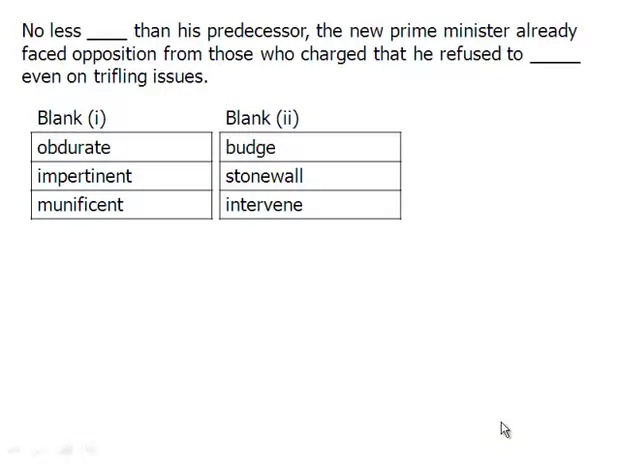 No less ____ than his predecessor, the new prime minister already
faced opposition from those who charged that he refused to _____
even on trifling issues.
Blank (i) Blank (ii)
obdurate budge
impertinent stonewall
munificent intervene